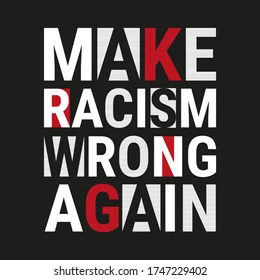 MAKE
RACISM
WRONG
AGAIN
shutterstock.com · 1747229402